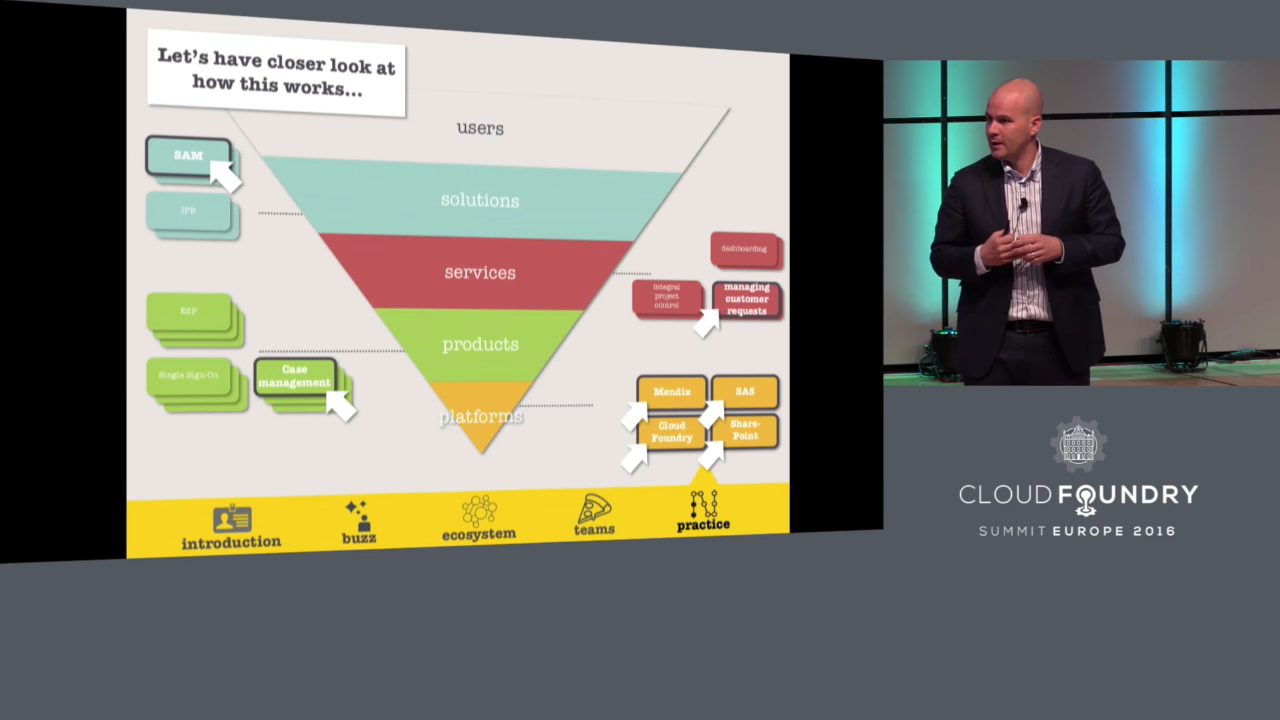 Let's have closer look at
how this works...
users
SAM
solutions
IPB
dashboarding
services
integral
project
control
managing
customer
requests
ESP
products
Single Sign-On
Case
management
Mendix
SAS
platforms
Cloud
Foundry
Share-
Point
introduction
buzz
ecosystem
teams
practice
CLOUD FOUNDRY
SUMMIT EUROPE 2016